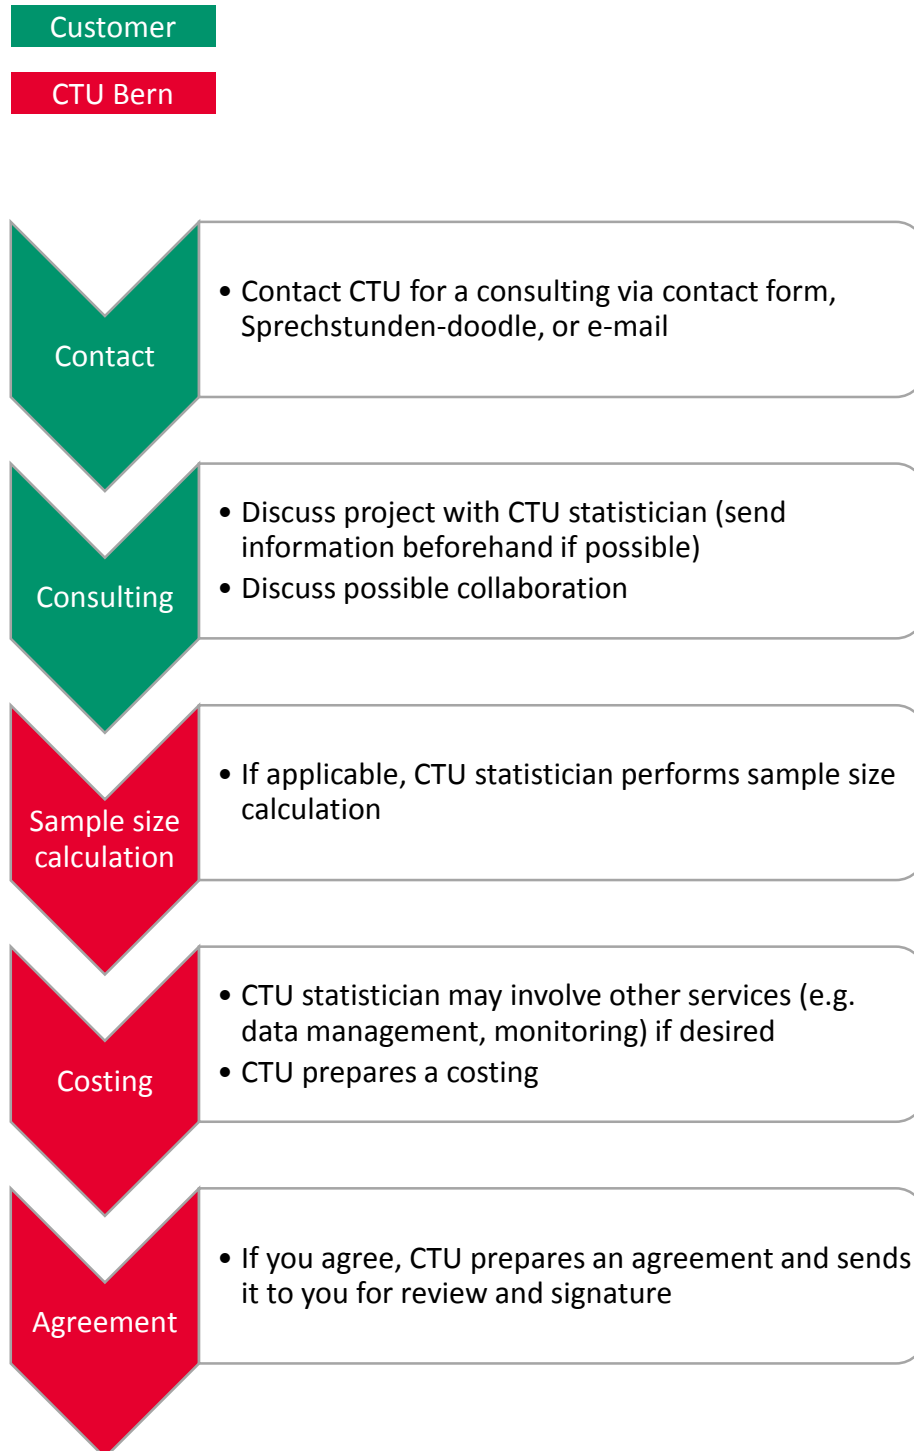 Customer
CTU Bern
Contact
• Contact CTU for a consulting via contact form,
Sprechstunden-doodle, or e-mail
Consulting
• Discuss project with CTU statistician (send
information beforehand if possible)
• Discuss possible collaboration
Sample size
calculation
• If applicable, CTU statistician performs sample size
calculation
Costing
• CTU statistician may involve other services (e.g.
data management, monitoring) if desired
• CTU prepares a costing
Agreement
• If you agree, CTU prepares an agreement and sends
it to you for review and signature